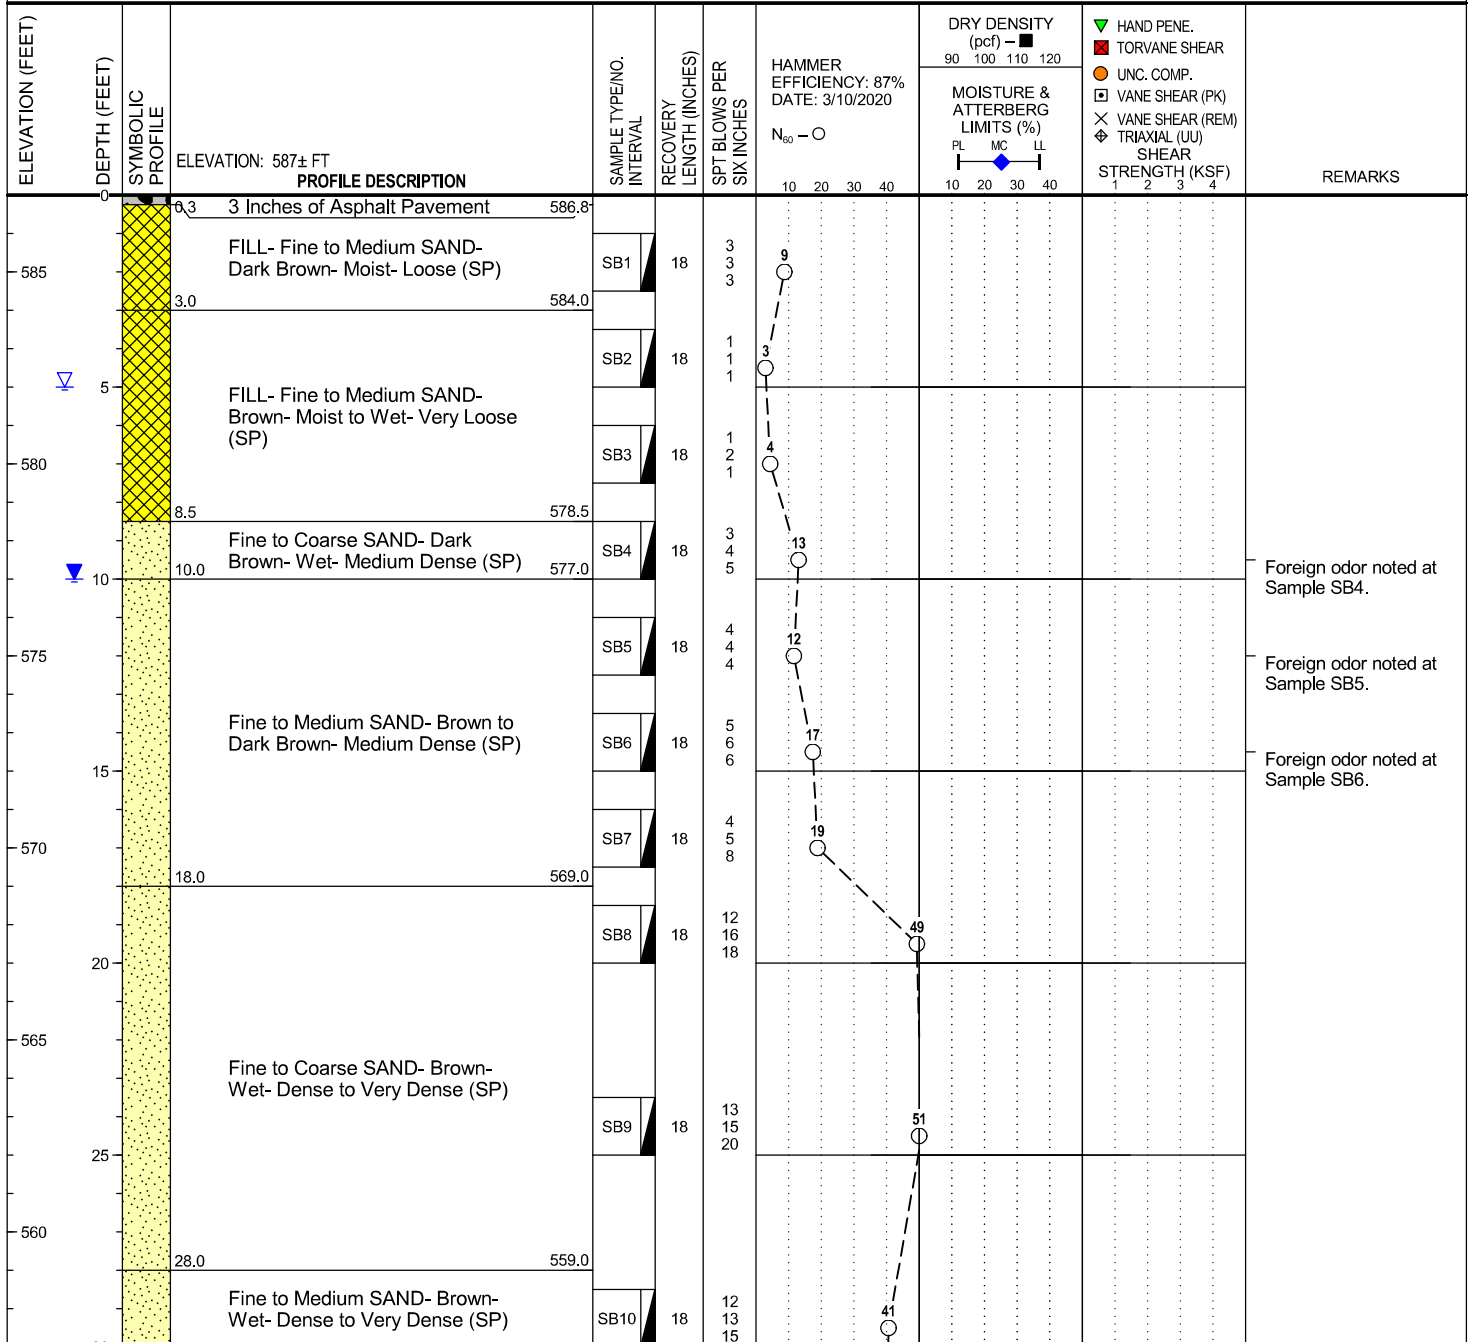 ELEVATION (FEET)
DEPTH (FEET)
SYMBOLIC
PROFILE
ELEVATION: 587± FT
PROFILE DESCRIPTION
SAMPLE TYPE/NO.
INTERVAL
RECOVERY
LENGTH (INCHES)
SPT BLOWS PER
SIX INCHES
HAMMER
EFFICIENCY: 87%
DATE: 3/10/2020
N60 – O
10 20 30 40
DRY DENSITY
(pcf) – ■
90 100 110 120
MOISTURE &
ATTERBERG
LIMITS (%)
PL MC LL
10 20 30 40
HAND PENE.
TORVANE SHEAR
UNC. COMP.
VANE SHEAR (PK)
VANE SHEAR (REM)
TRIAXIAL (UU)
SHEAR
STRENGTH (KSF)
1 2 3 4
REMARKS
0
0.3 3 Inches of Asphalt Pavement 586.8
FILL- Fine to Medium SAND-
Dark Brown- Moist- Loose (SP)
585
SB1 18
3
3
3
9
3.0 584.0
SB2 18
1
1
1
3
5
FILL- Fine to Medium SAND-
Brown- Moist to Wet- Very Loose
(SP)
580
SB3 18
1
2
1
4
8.5 578.5
Fine to Coarse SAND- Dark
Brown- Wet- Medium Dense (SP)
SB4 18
3
4
5
13
10.0 577.0
10
Foreign odor noted at
Sample SB4.
575
SB5 18
4
4
4
12
Foreign odor noted at
Sample SB5.
Fine to Medium SAND- Brown to
Dark Brown- Medium Dense (SP)
SB6 18
5
6
6
17
15
Foreign odor noted at
Sample SB6.
570
SB7 18
4
5
8
19
18.0 569.0
SB8 18
12
16
18
49
20
565
Fine to Coarse SAND- Brown-
Wet- Dense to Very Dense (SP)
SB9 18
13
15
20
51
25
560
28.0 559.0
Fine to Medium SAND- Brown-
Wet- Dense to Very Dense (SP)
SB10 18
12
13
15
41